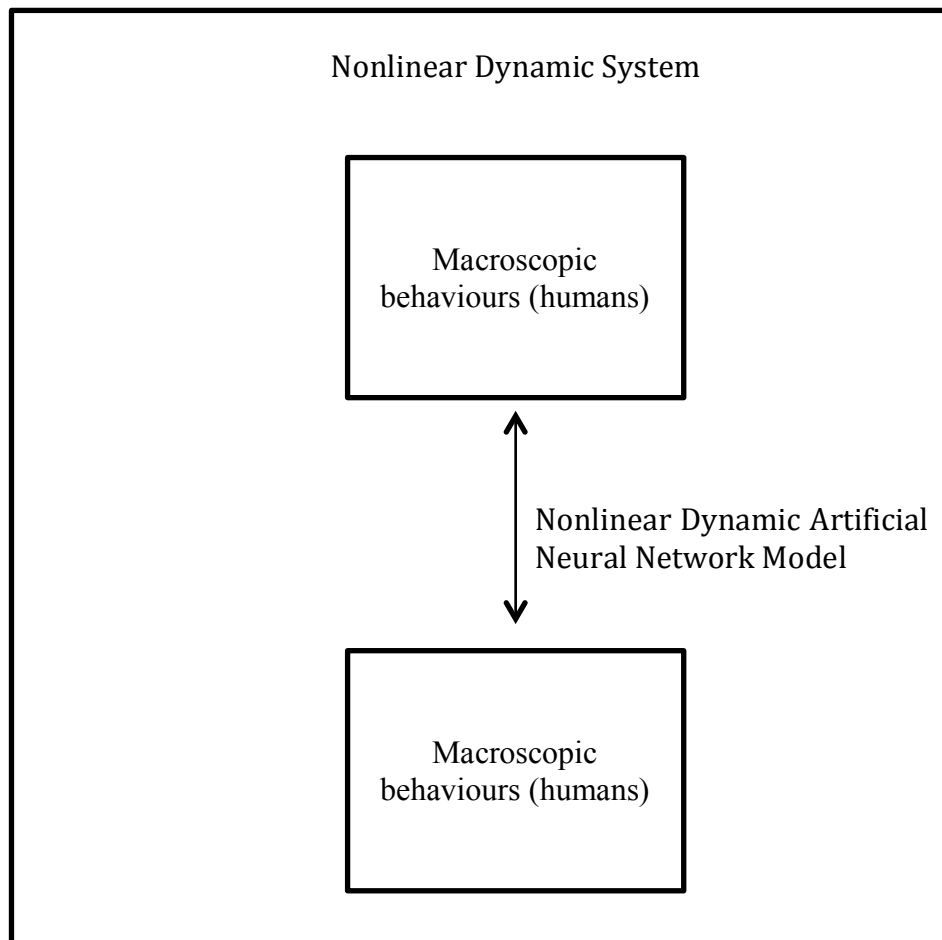 Nonlinear Dynamic System
Macroscopic
behaviours (humans)
Nonlinear Dynamic Artificial
Neural Network Model
Macroscopic
behaviours (humans)